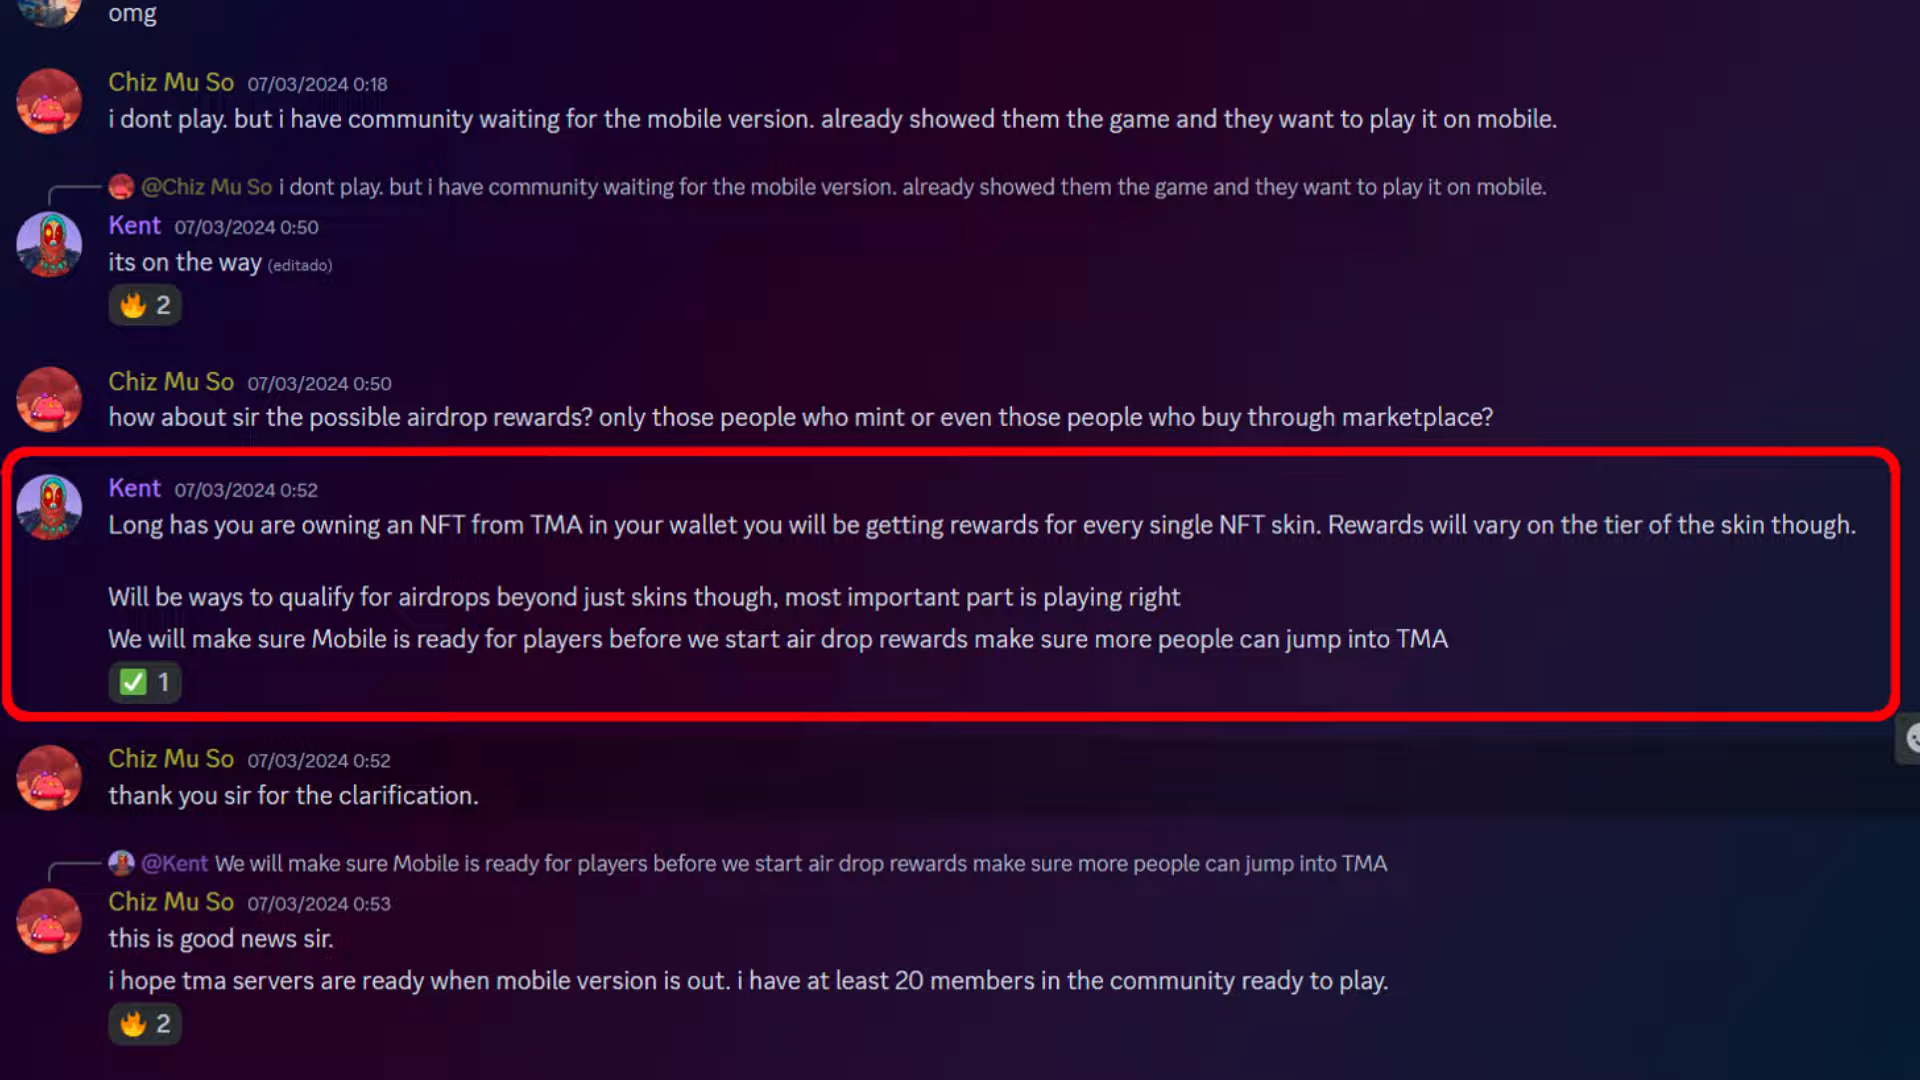 omg
Chiz Mu So 07/03/2024 0:18
i dont play. but i have community waiting for the mobile version. already showed them the game and they want to play it on mobile.
@Chiz Mu So i dont play. but i have community waiting for the mobile version. already showed them the game and they want to play it on mobile.
Kent 07/03/2024 0:50
its on the way (editado)
2
Chiz Mu So 07/03/2024 0:50
how about sir the possible airdrop rewards? only those people who mint or even those people who buy through marketplace?
Kent 07/03/2024 0:52
Long has you are owning an NFT from TMA in your wallet you will be getting rewards for every single NFT skin. Rewards will vary on the tier of the skin though.
Will be ways to qualify for airdrops beyond just skins though, most important part is playing right
We will make sure Mobile is ready for players before we start air drop rewards make sure more people can jump into TMA
1
Chiz Mu So 07/03/2024 0:52
thank you sir for the clarification.
@Kent We will make sure Mobile is ready for players before we start air drop rewards make sure more people can jump into TMA
Chiz Mu So 07/03/2024 0:53
this is good news sir.
i hope tma servers are ready when mobile version is out. i have at least 20 members in the community ready to play.
2